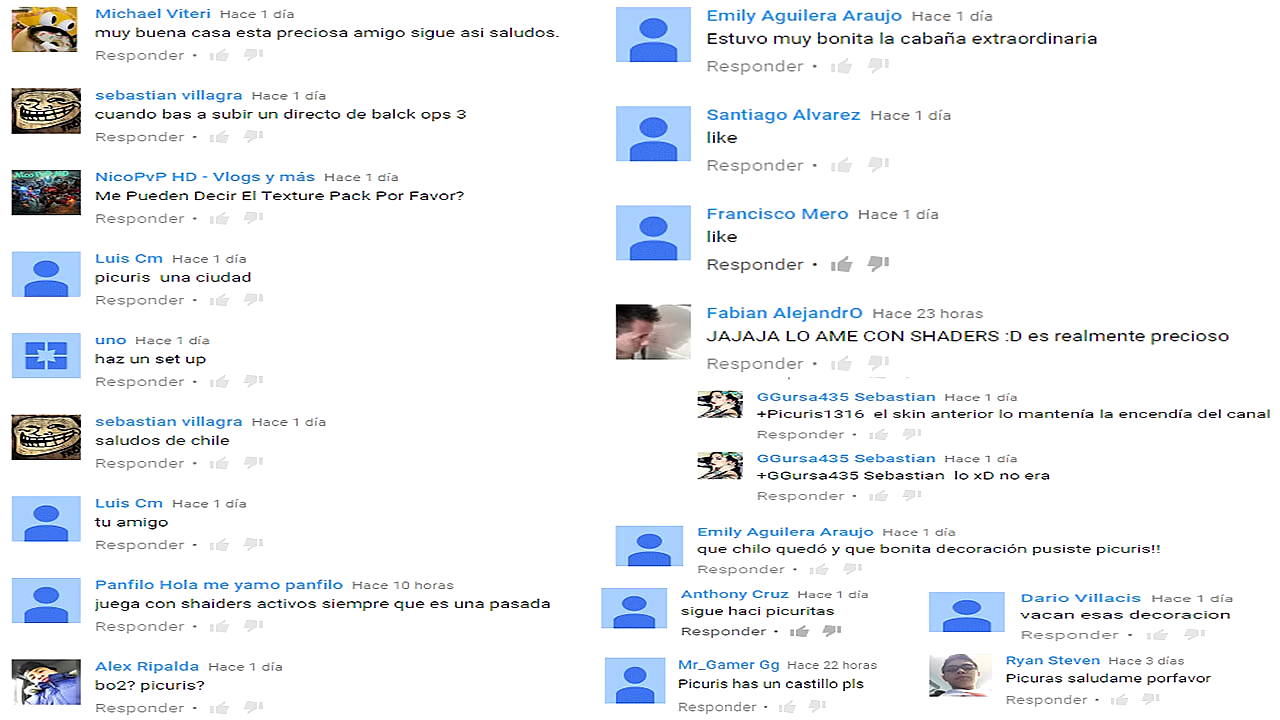 Michael Viteri Hace 1 día
muy buena casa esta preciosa amigo sigue asi saludos.
Responder •
sebastian villagra Hace 1 día
cuando bas a subir un directo de balck ops 3
Responder •
NicoPvP HD - Vlogs y más Hace 1 día
Me Pueden Decir El Texture Pack Por Favor?
Responder •
Luis Cm Hace 1 día
picuris una ciudad
Responder •
uno Hace 1 día
haz un set up
Responder •
sebastian villagra Hace 1 día
saludos de chile
Responder •
Luis Cm Hace 1 día
tu amigo
Responder •
Panfilo Hola me yamo panfilo Hace 10 horas
juega con shaiders activos siempre que es una pasada
Responder •
Alex Ripalda Hace 1 día
bo2? picuris?
Responder •
Emily Aguilera Araujo Hace 1 día
Estuvo muy bonita la cabaña extraordinaria
Responder •
Santiago Alvarez Hace 1 día
like
Responder •
Francisco Mero Hace 1 día
like
Responder •
Fabian AlejandrO Hace 23 horas
JAJAJA LO AME CON SHADERS :D es realmente precioso
Responder •
GGursa435 Sebastian Hace 1 día
+Picuris1316 el skin anterior lo mantenía la encendía del canal
Responder •
GGursa435 Sebastian Hace 1 día
+GGursa435 Sebastian lo xD no era
Responder •
Emily Aguilera Araujo Hace 1 día
que chilo quedó y que bonita decoración pusiste picuris!!
Responder •
Anthony Cruz Hace 1 día
sigue haci picuritas
Responder •
Dario Villacis Hace 1 día
vacan esas decoracion
Responder •
Mr_Gamer Gg Hace 22 horas
Picuris has un castillo pls
Responder •
Ryan Steven Hace 3 días
Picuras saludame porfavor
Responder •